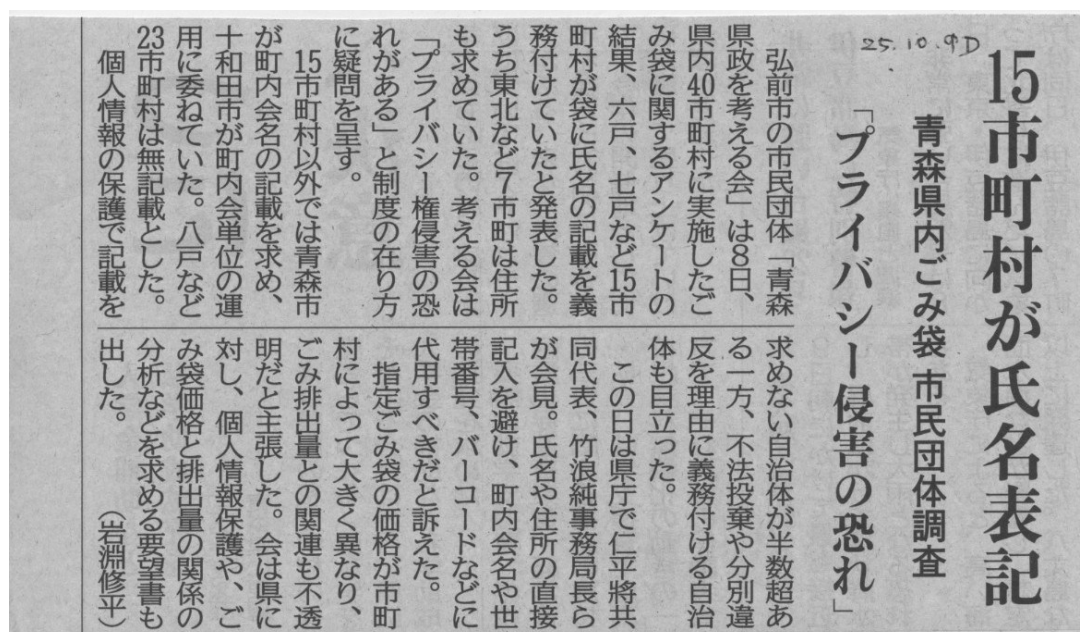 25.10.9D
15市町村が氏名表記
青森県内ごみ袋 市民団体調査
「プライバシー侵害の恐れ」
弘前市の市民団体「青森
県政を考える会」は8日、
県内40市町村に実施したご
み袋に関するアンケートの
結果、六戸、七戸など15市
町村が袋に氏名の記載を義
務付けていたと発表した。
うち東北など7市町は住所
も求めていた。考える会は
「プライバシー権侵害の恐
れがある」と制度の在り方
に疑問を呈す。
15市町村以外では青森市
が町内会名の記載を求め、
十和田市が町内会単位の運
用に委ねていた。八戸など
23市町村は無記載とした。
個人情報の保護で記載を
求めない自治体が半数超あ
る一方、不法投棄や分別違
反を理由に義務付ける自治
体も目立った。
この日は県庁で仁平將共
同代表、竹浪純事務局長ら
が会見。氏名や住所の直接
記入を避け、町内会名や世
帯番号、バーコードなどに
代用すべきだと訴えた。
指定ごみ袋の価格が市町
村によって大きく異なり、
ごみ排出量との関連も不透
明だと主張した。会は県に
対し、個人情報保護や、ご
み袋価格と排出量の関係の
分析などを求める要望書も
出した。
(岩淵修平)